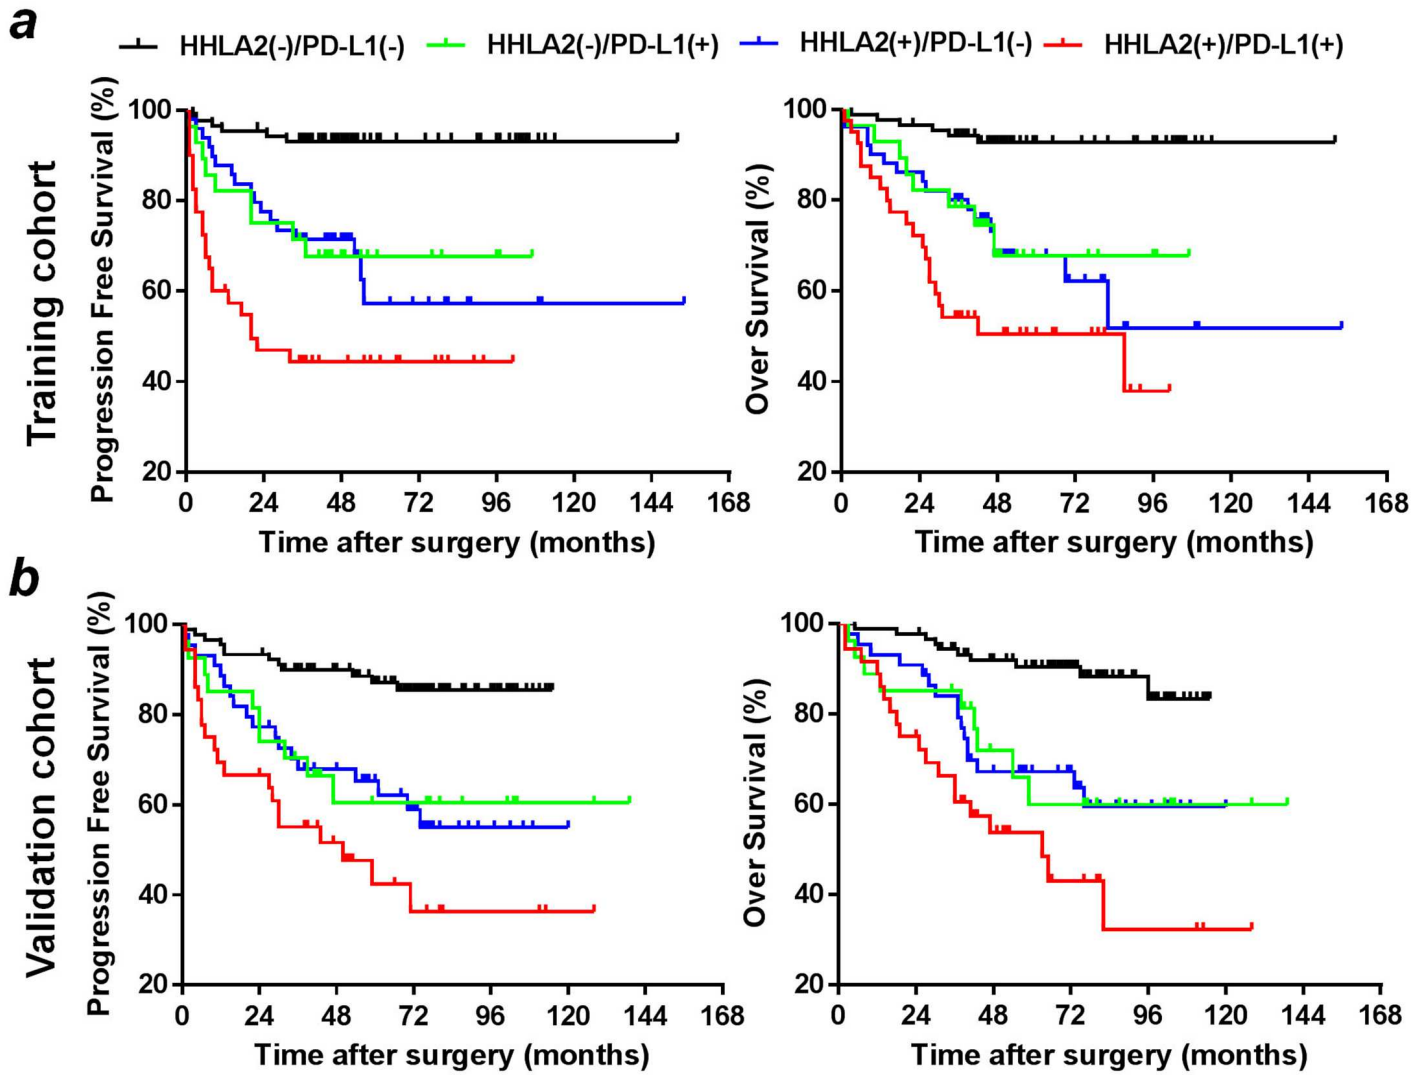 a
HHLA2(-)/PD-L1(-) HHLA2(-)/PD-L1(+) HHLA2(+)/PD-L1(-) HHLA2(+)/PD-L1(+)
Training cohort
Progression Free Survival (%)
100
80
60
40
20
0 24 48 72 96 120 144 168
Time after surgery (months)
Over Survival (%)
100
80
60
40
20
0 24 48 72 96 120 144 168
Time after surgery (months)
b
Validation cohort
Progression Free Survival (%)
100
80
60
40
20
0 24 48 72 96 120 144 168
Time after surgery (months)
Over Survival (%)
100
80
60
40
20
0 24 48 72 96 120 144 168
Time after surgery (months)